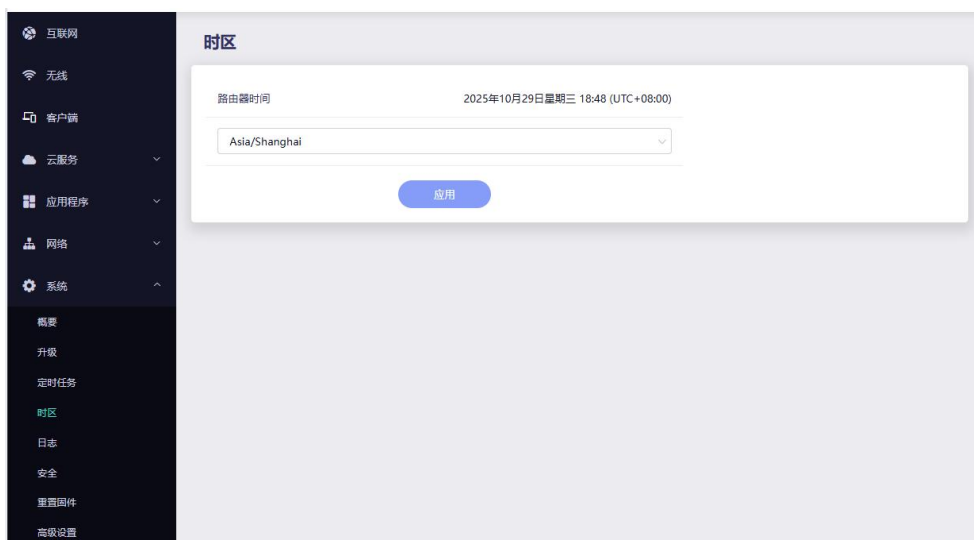 互联网
无线
客户端
云服务
应用程序
网络
系统
概要
升级
定时任务
时区
日志
安全
重置固件
高级设置
时区
路由器时间 2025年10月29日星期三 18:48 (UTC+08:00)
Asia/Shanghai
应用